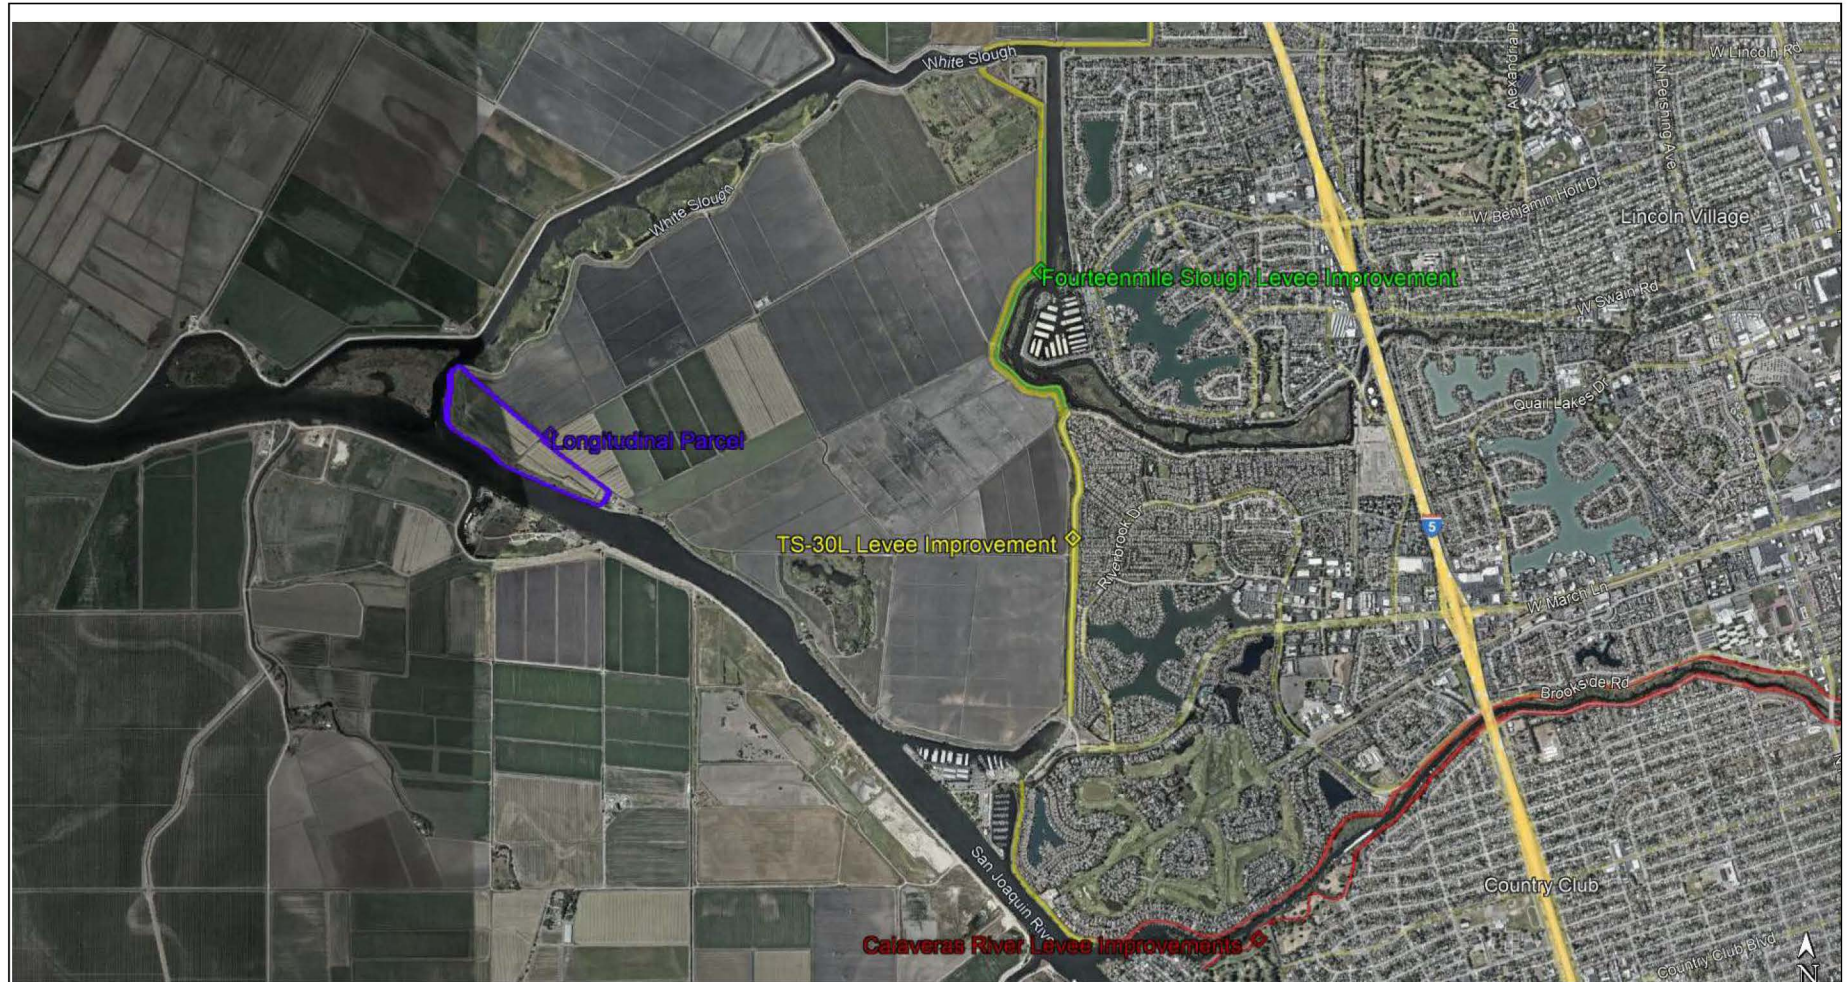 White Slough
W Lincoln Rd
Alexandria P
N Pershing Ave
W Benjamin Holt Dr
Lincoln Village
White Slough
Fourteenmile Slough Levee Improvement
W Swain Rd
Quail Lakes Dr
Longitudinal Parcel
5
TS-30L Levee Improvement
Riverbrook Dr
W March Ln
Brookside Rd
San Joaquin River
Country Club
Calaveras River Levee Improvements
Country Club Blvd
N